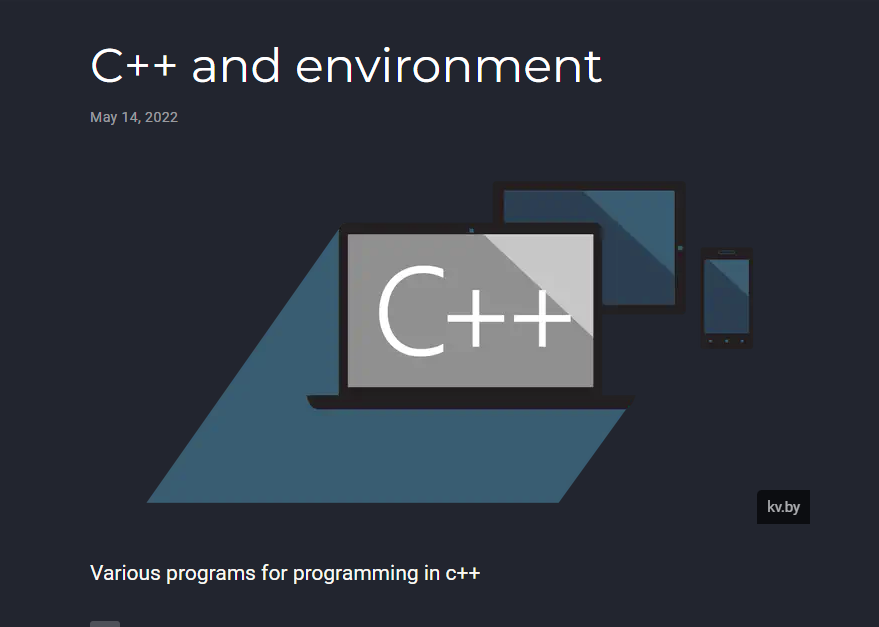 C++ and environment
May 14, 2022
C++
kv.by
Various programs for programming in c++